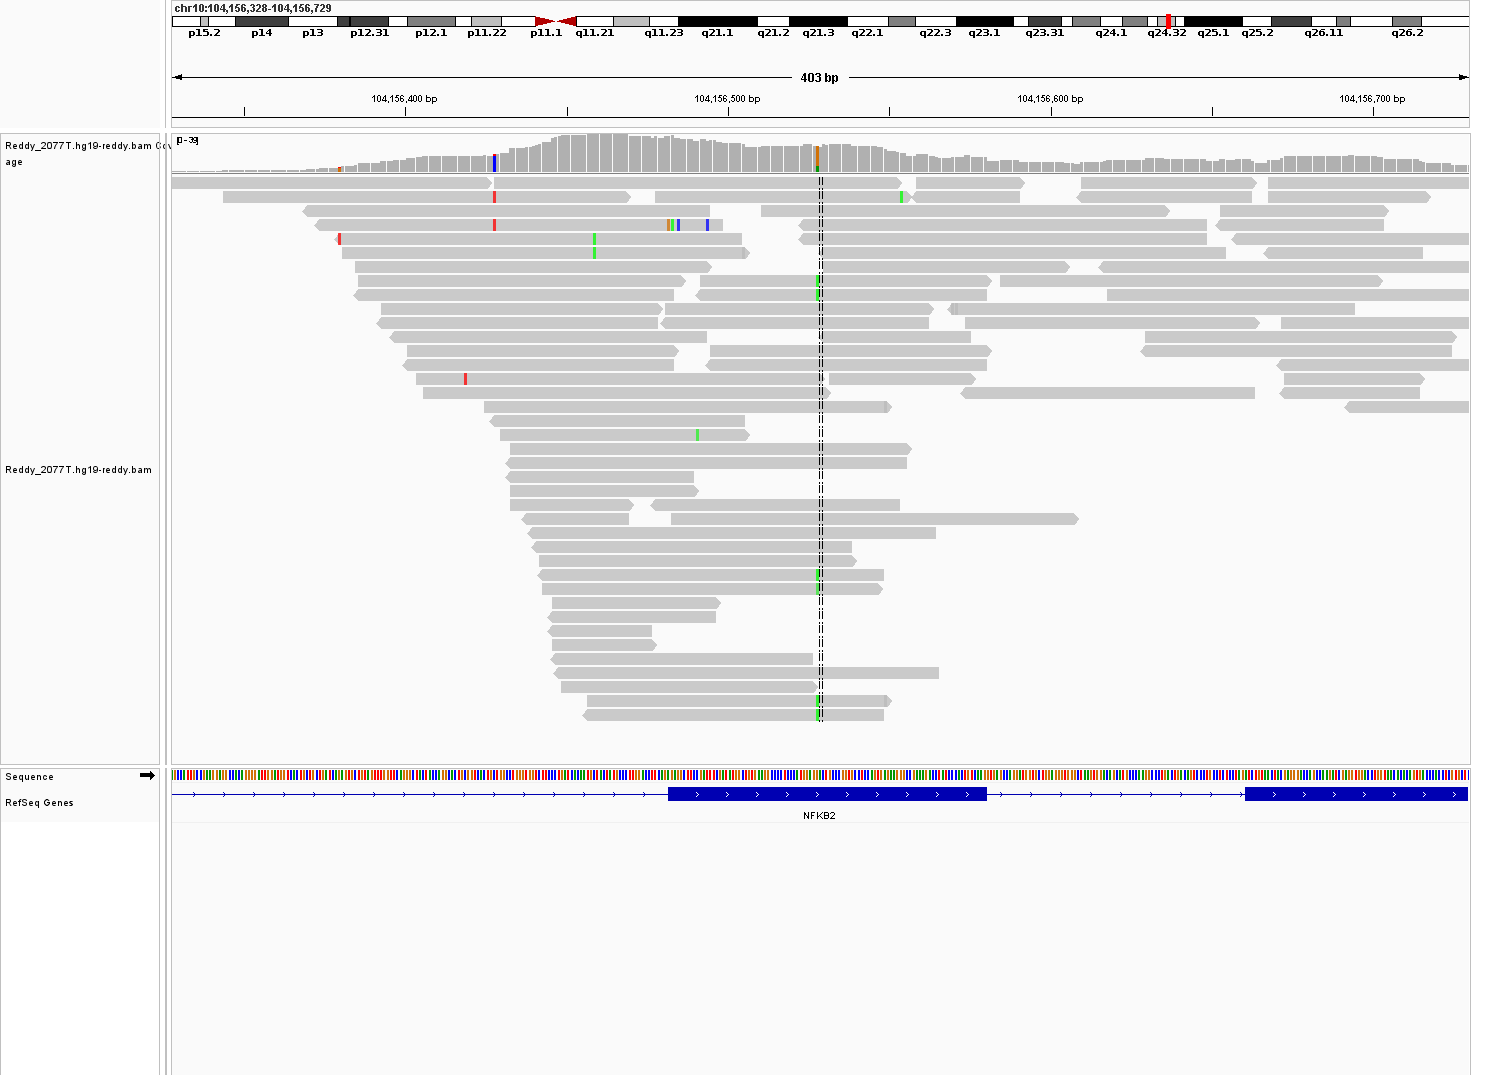 chr10:104,156,328-104,156,729
p15.2 p14 p13 p12.31 p12.1 p11.22 p11.1 q11.21 q11.23 q21.1 q21.2 q21.3 q22.1 q22.3 q23.1 q23.31 q24.1 q24.32 q25.1 q25.2 q26.11 q26.2
403 bp
104,156,400 bp 104,156,500 bp 104,156,600 bp 104,156,700 bp
[0-39]
Reddy_2077T.hg19-reddy.bam Cov
age
Reddy_2077T.hg19-reddy.bam
Sequence
RefSeq Genes
NFKB2